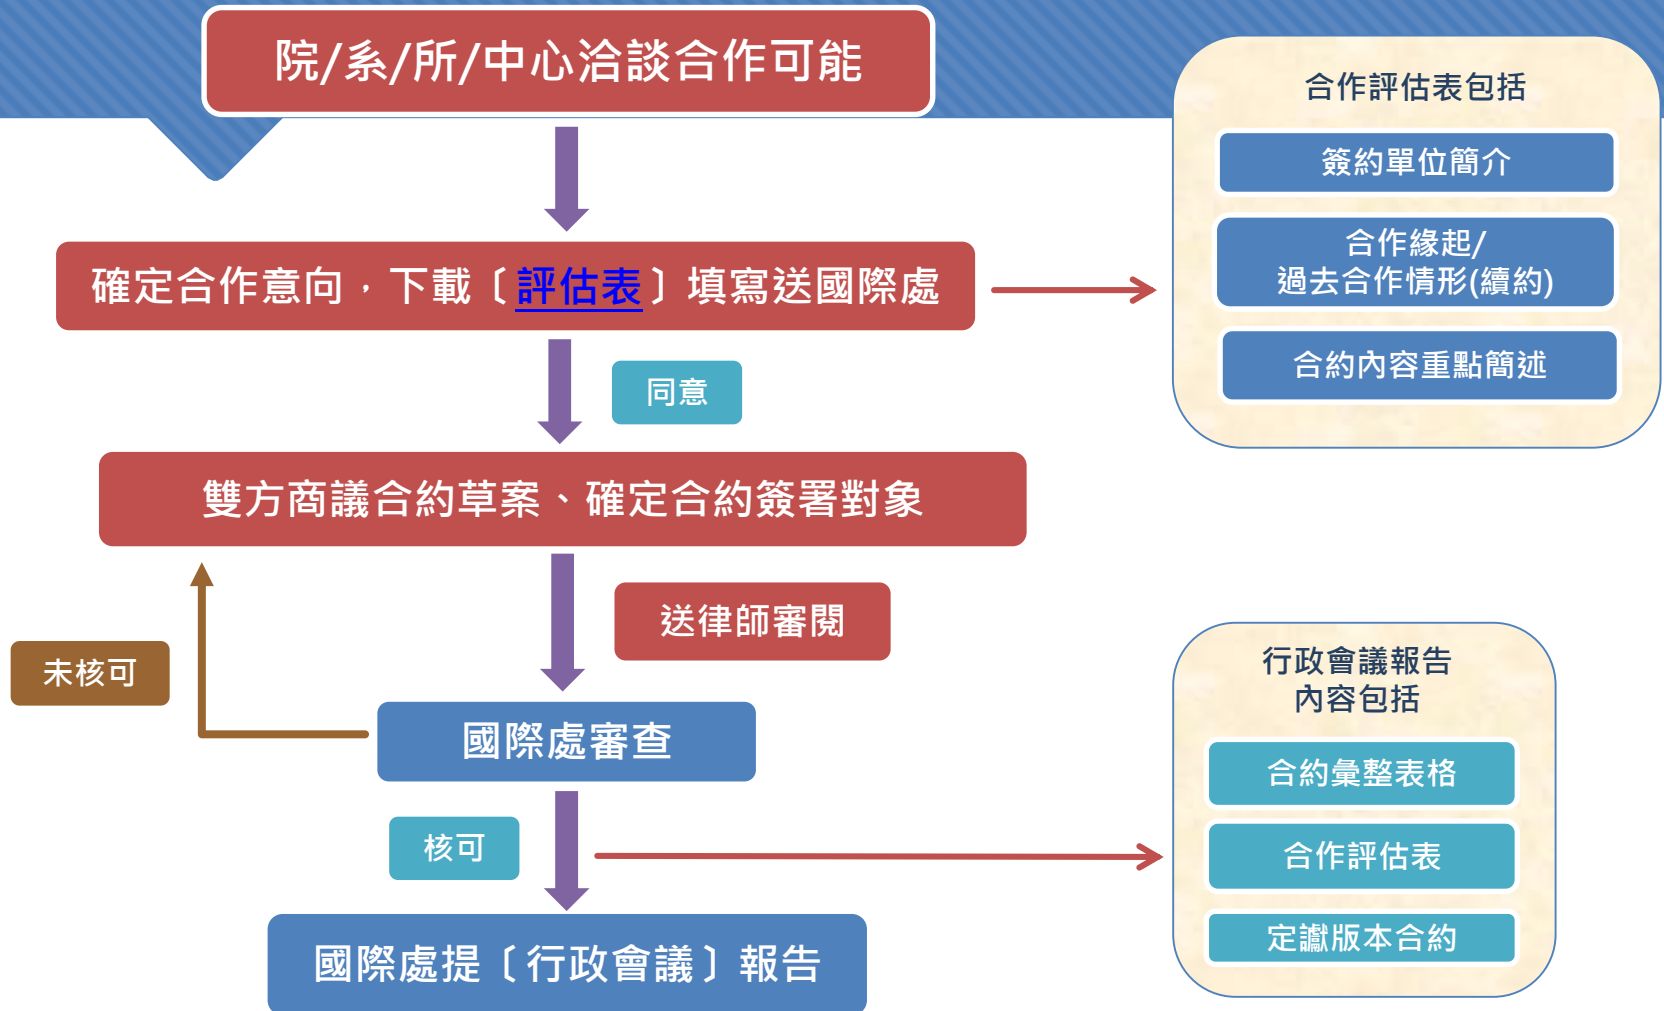 院/系/所/中心洽談合作可能
確定合作意向，下載〔評估表〕填寫送國際處
同意
雙方商議合約草案、確定合約簽署對象
送律師審閱
未核可
國際處審查
核可
國際處提〔行政會議〕報告
合作評估表包括
簽約單位簡介
合作緣起/
過去合作情形(續約)
合約內容重點簡述
行政會議報告
內容包括
合約彙整表格
合作評估表
定讞版本合約